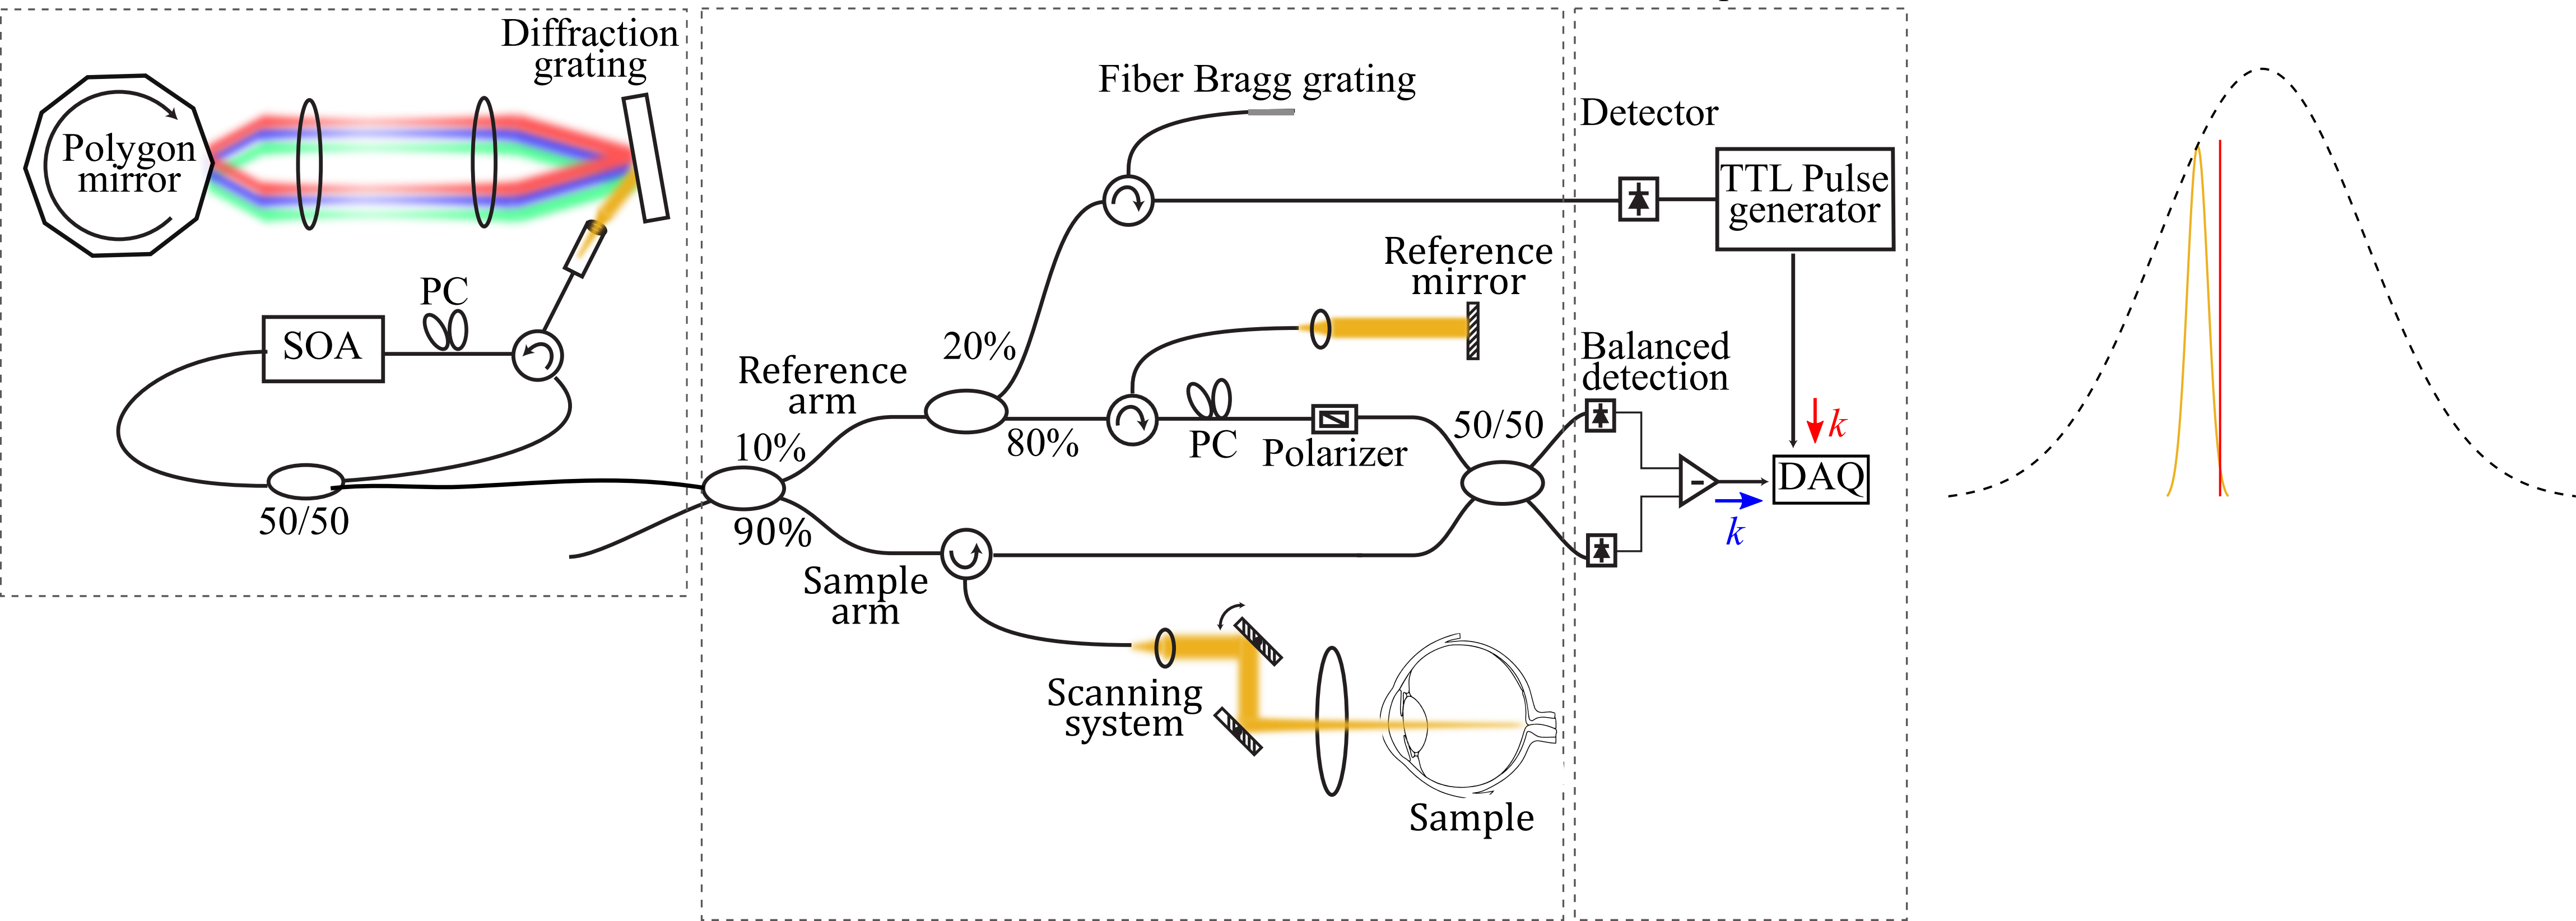 Diffraction
grating
Polygon
mirror
PC
SOA
50/50
Fiber Bragg grating
Reference
mirror
20%
Reference
arm
10%
80%
PC
Polarizer
50/50
90%
Sample
arm
Scanning
system
Sample
Detector
TTL Pulse
generator
Balanced
detection
k
-
DAQ
k